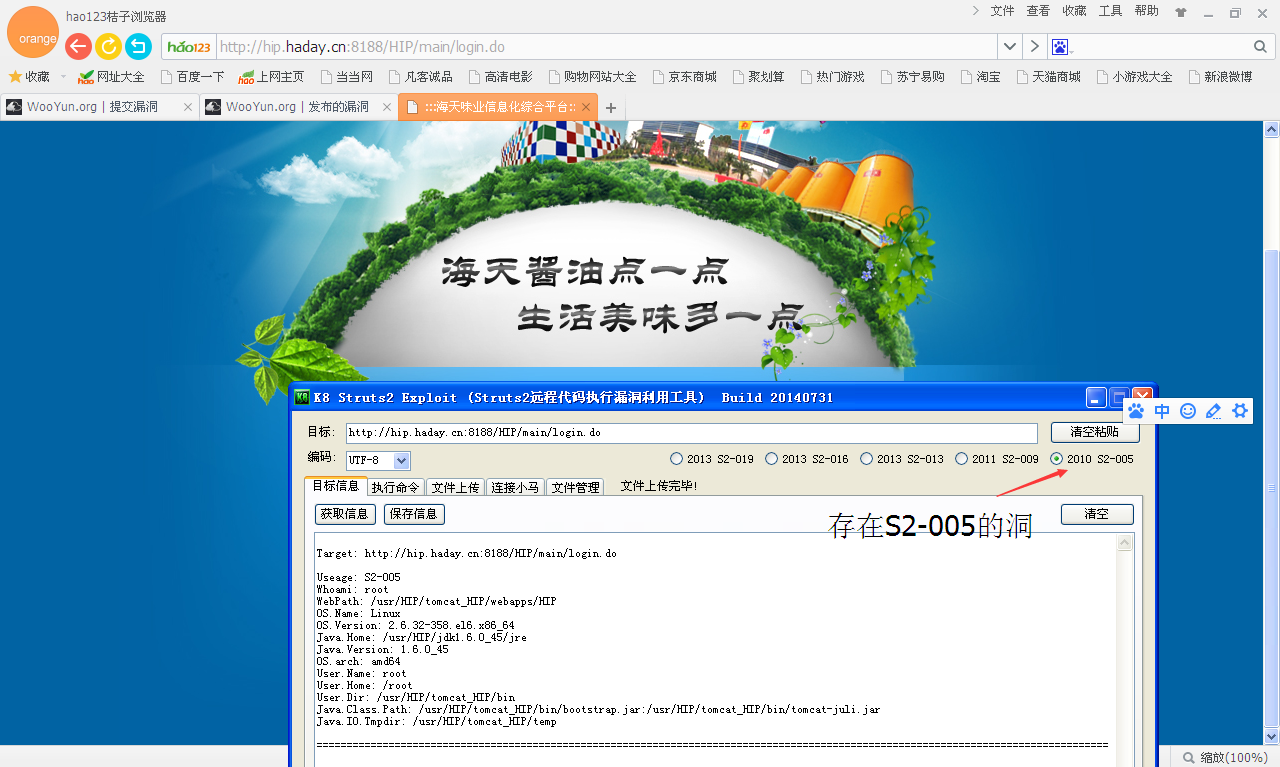 hao123桔子浏览器
文件 查看 收藏 工具 帮助
orange
hao123 http://hip.haday.cn:8188/HIP/main/login.do
收藏 网址大全 百度一下 上网主页 当当网 凡客诚品 高清电影 购物网站大全 京东商城 聚划算 热门游戏 苏宁易购 淘宝 天猫商城 小游戏大全 新浪微博
WooYun.org | 提交漏洞 WooYun.org | 发布的漏洞 :::海天味业信息化综合平台::
海天酱油点一点
生活美味多一点
K8 K8 Struts2 Exploit (Struts2远程代码执行漏洞利用工具) Build 20140731
中
目标: http://hip.haday.cn:8188/HIP/main/login.do 清空粘贴
编码: UTF-8 2013 S2-019 2013 S2-016 2013 S2-013 2011 S2-009 2010 S2-005
目标信息 执行命令 文件上传 连接小马 文件管理 文件上传完毕!
获取信息 保存信息 清空
存在S2-005的洞
Target: http://hip.haday.cn:8188/HIP/main/login.do
Useage: S2-005
Whoami: root
WebPath: /usr/HIP/tomcat_HIP/webapps/HIP
OS.Name: Linux
OS.Version: 2.6.32-358.el6.x86_64
Java.Home: /usr/HIP/jdk1.6.0_45/jre
Java.Version: 1.6.0_45
OS.arch: amd64
User.Name: root
User.Home: /root
User.Dir: /usr/HIP/tomcat_HIP/bin
Java.Class.Path: /usr/HIP/tomcat_HIP/bin/bootstrap.jar:/usr/HIP/tomcat_HIP/bin/tomcat-juli.jar
Java.IO.Tmpdir: /usr/HIP/tomcat_HIP/temp
缩放(100%)